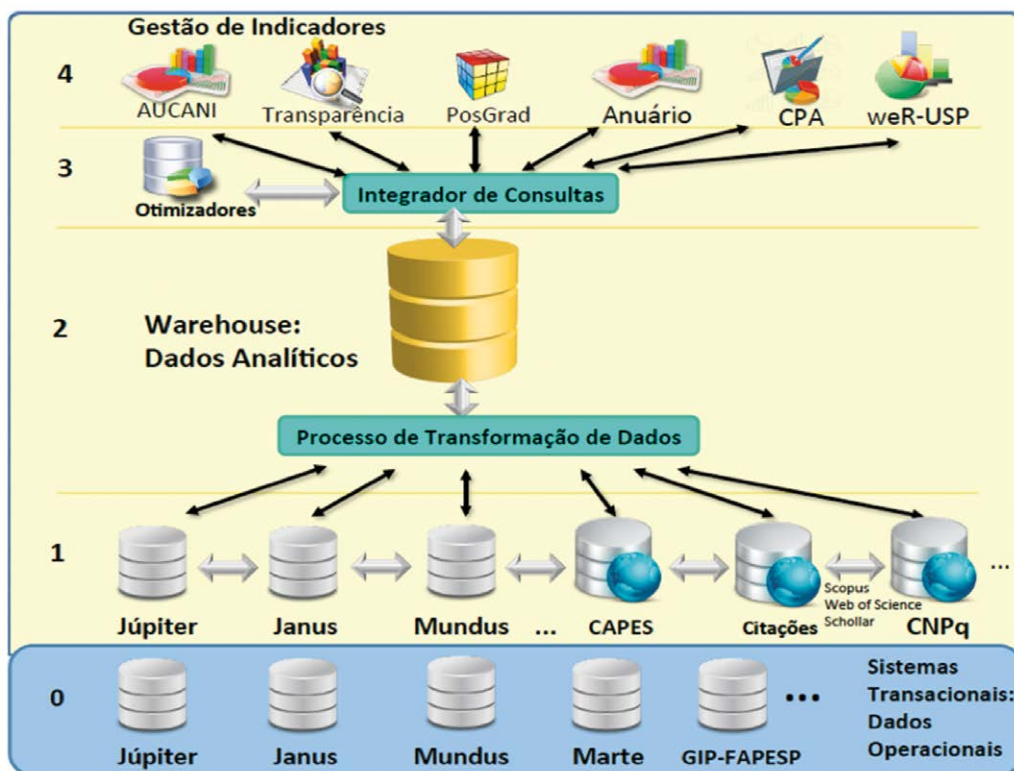 Gestão de Indicadores
4
AUCANI
Transparência
PosGrad
Anuário
CPA
weR-USP
3
Otimizadores
Integrador de Consultas
2
Warehouse:
Dados Analíticos
Processo de Transformação de Dados
1
Júpiter
Janus
Mundus
...
CAPES
Citações
Scopus
Web of Science
Schollar
CNPq
...
0
Júpiter
Janus
Mundus
Marte
GIP-FAPESP
...
Sistemas
Transacionais:
Dados
Operacionais